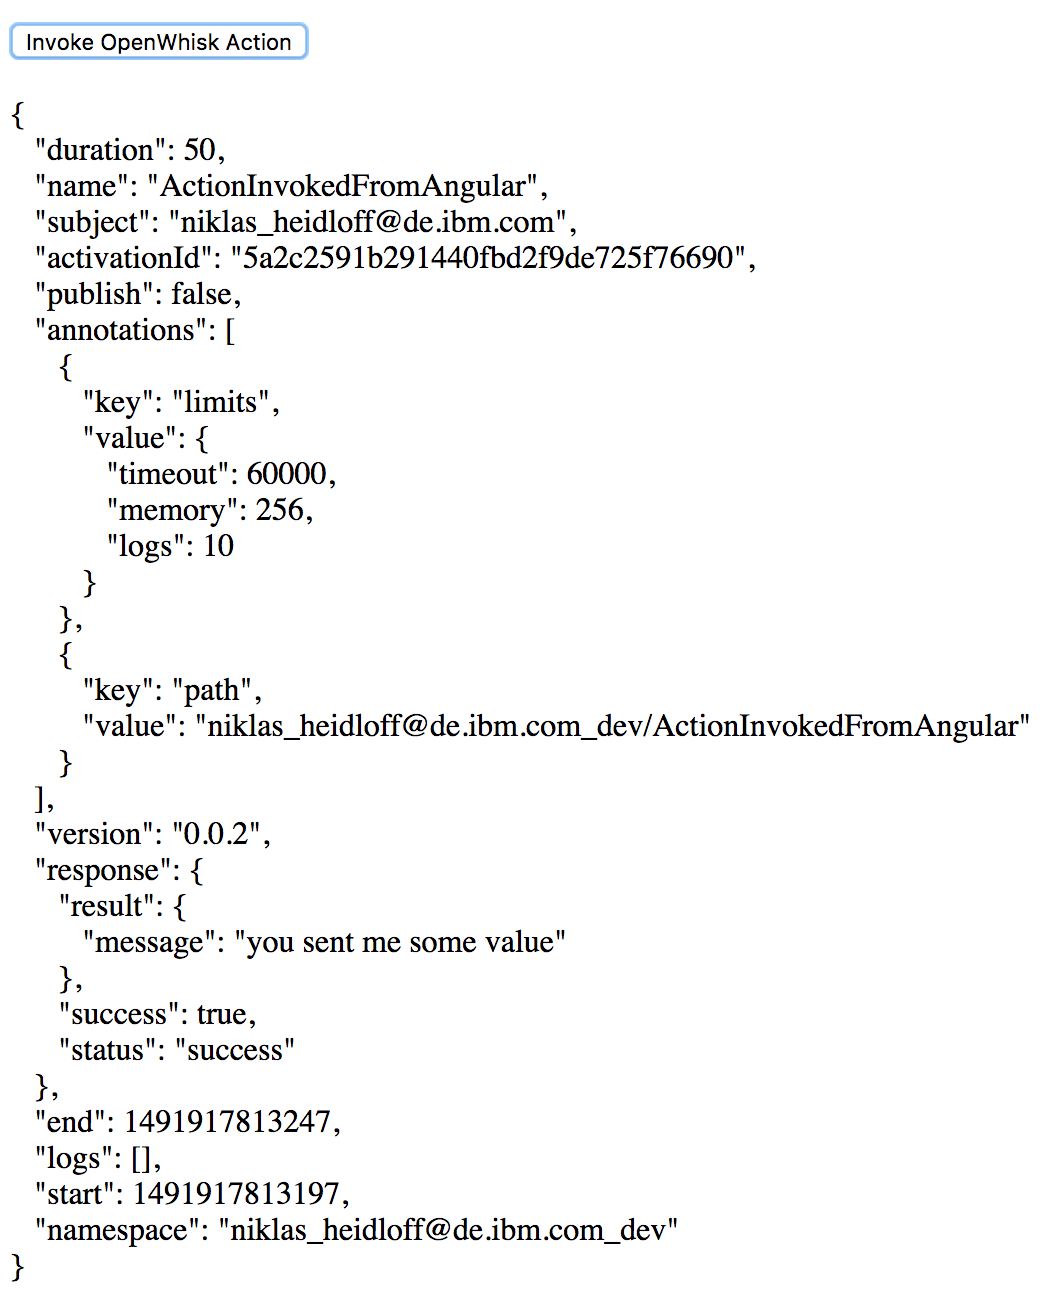 Invoke OpenWhisk Action
{
  "duration": 50,
  "name": "ActionInvokedFromAngular",
  "subject": "niklas_heidloff@de.ibm.com",
  "activationId": "5a2c2591b291440fbd2f9de725f76690",
  "publish": false,
  "annotations": [
    {
      "key": "limits",
      "value": {
        "timeout": 60000,
        "memory": 256,
        "logs": 10
      }
    },
    {
      "key": "path",
      "value": "niklas_heidloff@de.ibm.com_dev/ActionInvokedFromAngular"
    }
  ],
  "version": "0.0.2",
  "response": {
    "result": {
      "message": "you sent me some value"
    },
    "success": true,
    "status": "success"
  },
  "end": 1491917813247,
  "logs": [],
  "start": 1491917813197,
  "namespace": "niklas_heidloff@de.ibm.com_dev"
}